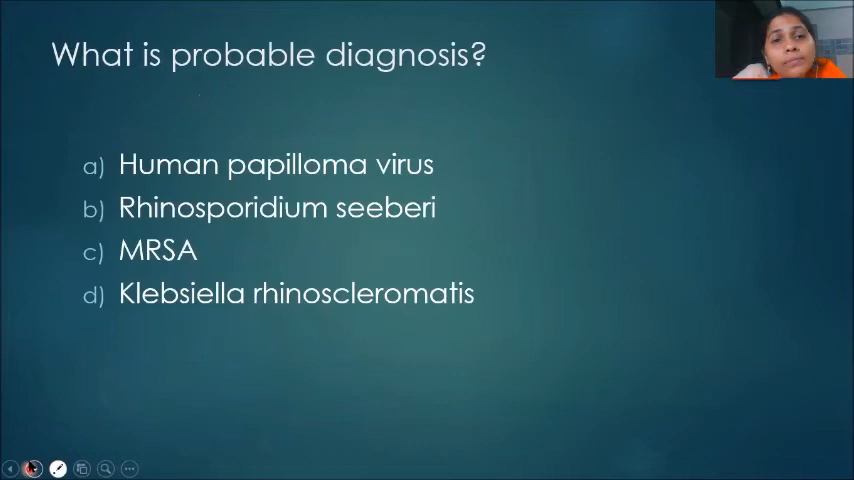 What is probable diagnosis?
a) Human papilloma virus
b) Rhinosporidium seeberi
c) MRSA
d) Klebsiella rhinoscleromatis